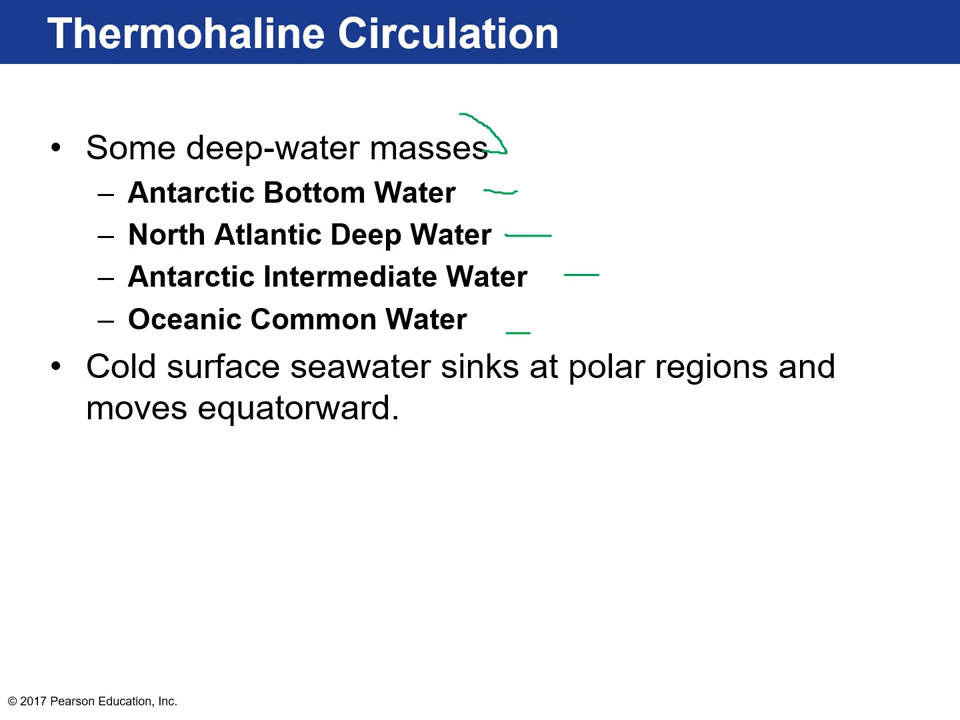 Thermohaline Circulation
• Some deep-water masses
– Antarctic Bottom Water
– North Atlantic Deep Water
– Antarctic Intermediate Water
– Oceanic Common Water
• Cold surface seawater sinks at polar regions and
moves equatorward.
© 2017 Pearson Education, Inc.